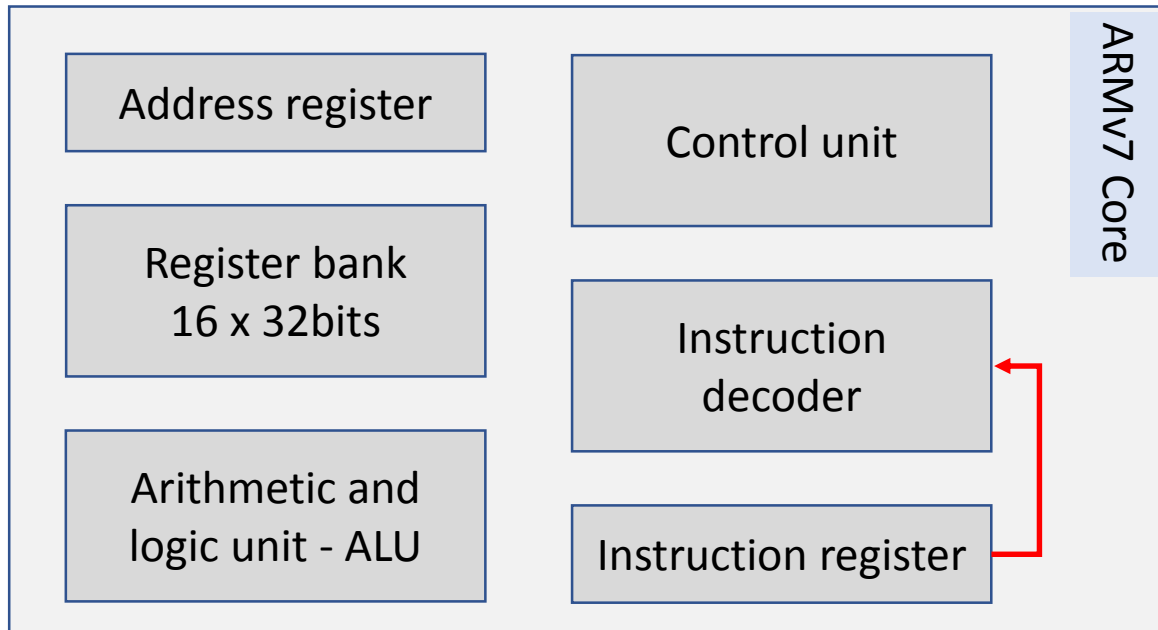 Address register
Control unit
ARMv7 Core
Register bank
16 x 32bits
Instruction
decoder
Arithmetic and
logic unit - ALU
Instruction register